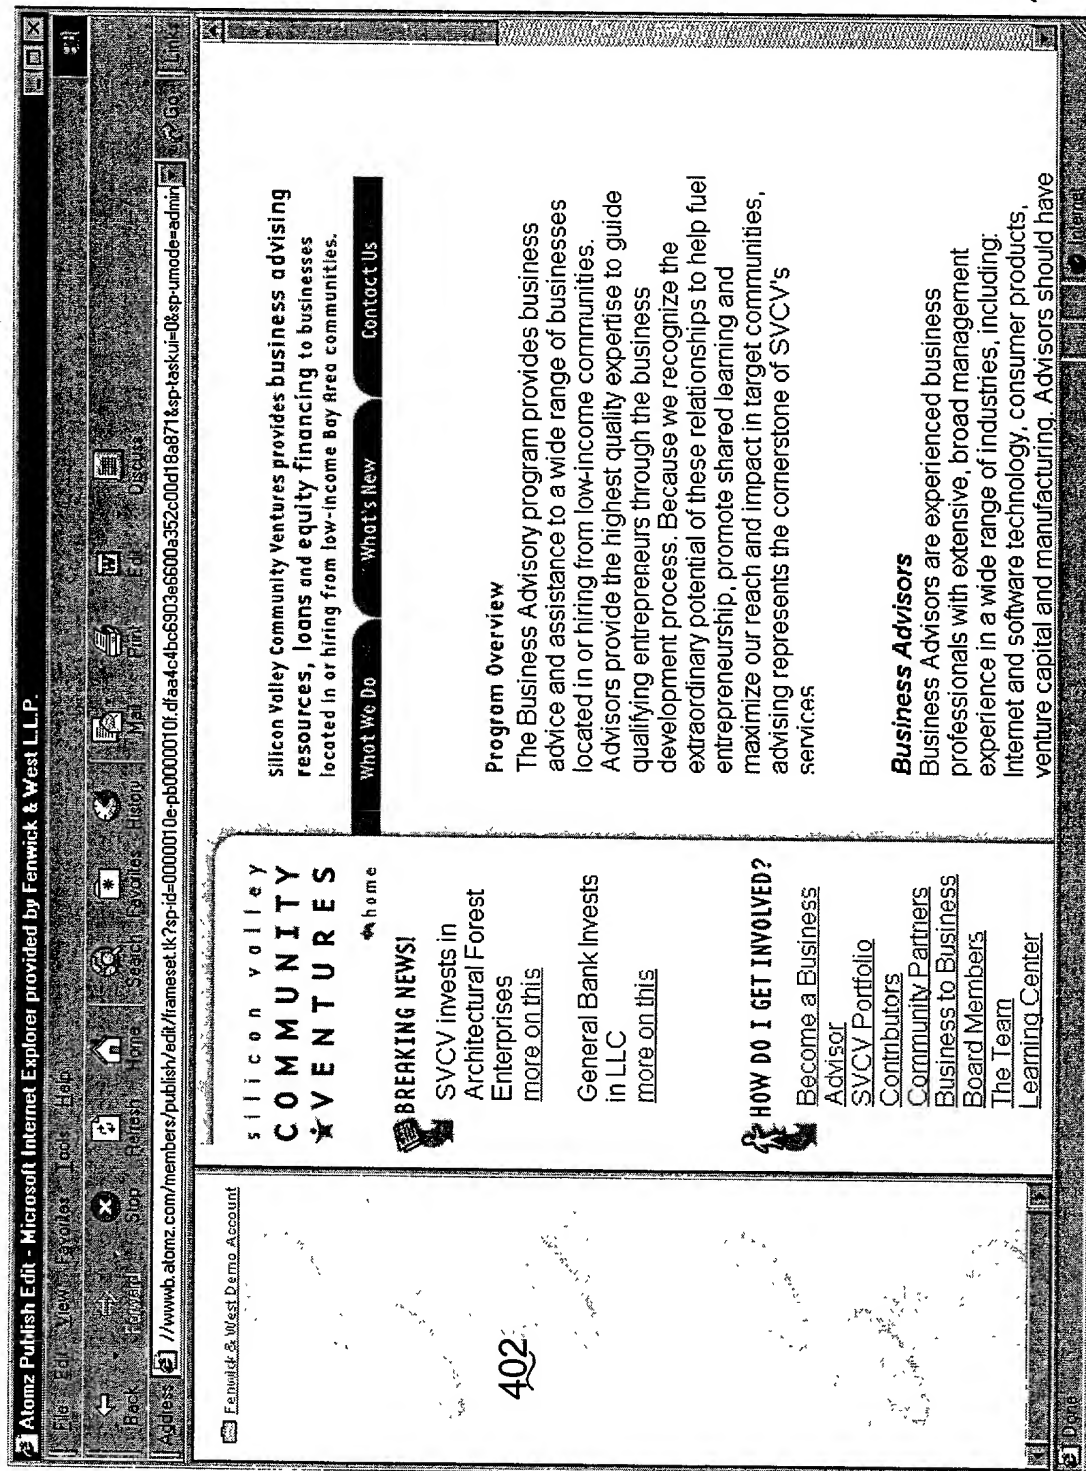 Atomz Publish Edit - Microsoft Internet Explorer provided by Fenwick & West L.L.P.
File Edit View Favorites Tools Help
Back Forward Stop Refresh Home Search Favorites History Mail Print Edit Discuss
Address //wwwb.atomz.com/members/publish/edit/frameset.tk? Go Links
Fenwick & West Demo Account
402
silicon valley
COMMUNITY
VENTURES
home
BREAKING NEWS!
SVCV invests in
Architectural Forest
Enterprises
more on this
General Bank Invests
in LLC
more on this
HOW DO I GET INVOLVED?
Become a Business
Advisor
SVCV Portfolio
Contributors
Community Partners
Business to Business
Board Members
The Team
Learning Center
Silicon Valley Community Ventures provides business advising
resources, loans and equity financing to businesses
located in or hiring from low-income Bay Area communities.
What We Do What's New Contact Us
Program Overview
The Business Advisory program provides business
advice and assistance to a wide range of businesses
located in or hiring from low-income communities.
Advisors provide the highest quality expertise to guide
qualifying entrepreneurs through the business
development process. Because we recognize the
extraordinary potential of these relationships to help fuel
entrepreneurship, promote shared learning and
maximize our reach and impact in target communities,
advising represents the cornerstone of SVCV's
services
Business Advisors
Business Advisors are experienced business
professionals with extensive, broad management
experience in a wide range of industries, including:
Internet and software technology, consumer products,
venture capital and manufacturing. Advisors should have
Done Internet